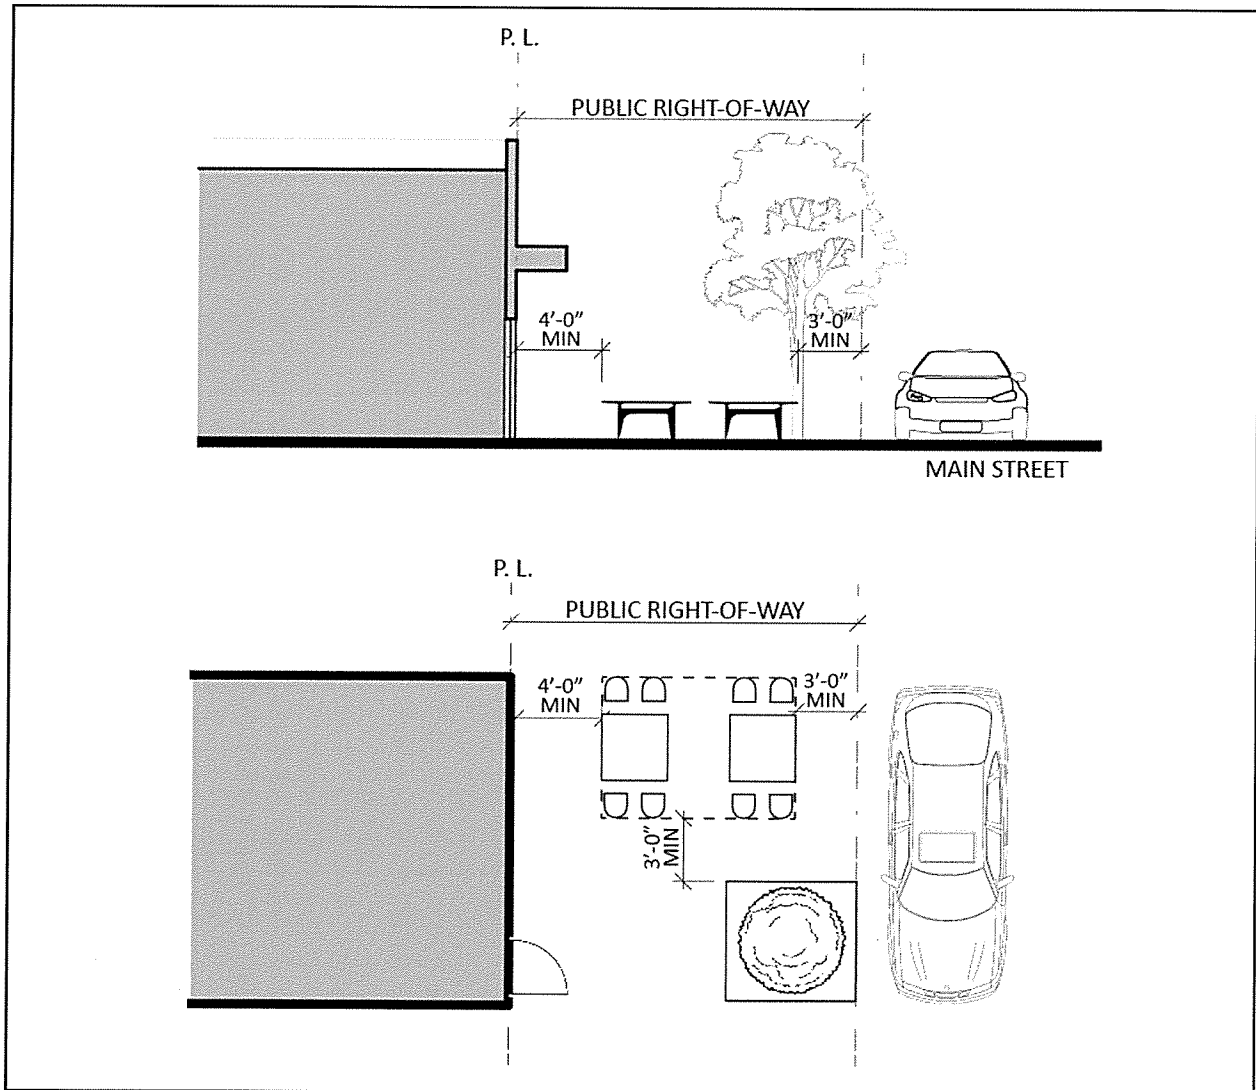 P. L.
PUBLIC RIGHT-OF-WAY
4’-0”
MIN
3’-0”
MIN
MAIN STREET
P. L.
PUBLIC RIGHT-OF-WAY
4’-0”
MIN
3’-0”
MIN
3’-0”
MIN